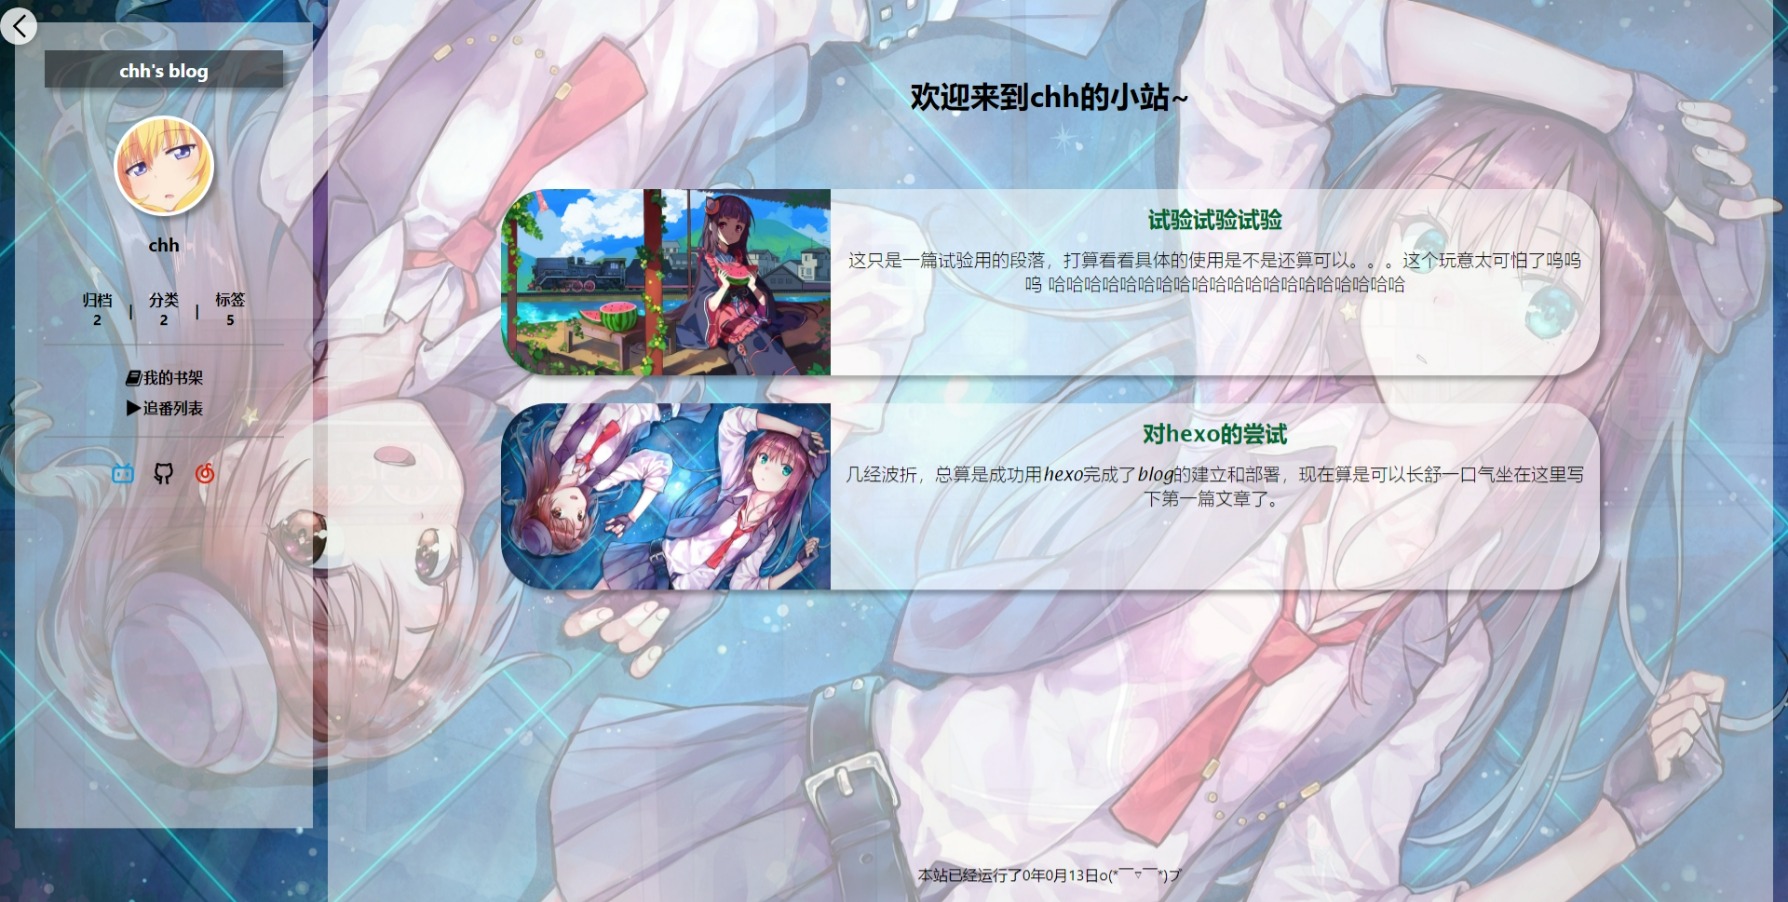 chh's blog
chh
归档 | 分类 | 标签
2 2 5
我的书架
追番列表
欢迎来到chh的小站~
试验试验试验
这只是一篇试验用的段落，打算看看具体的使用是不是还算可以。。。这个玩意太可怕了呜呜
呜 哈哈哈哈哈哈哈哈哈哈哈哈哈哈哈哈哈哈哈哈
对hexo的尝试
几经波折，总算是成功用hexo完成了blog的建立和部署，现在算是可以长舒一口气坐在这里写
下第一篇文章了。
本站已经运行了0年0月13日o(*￣▽￣*)ブ